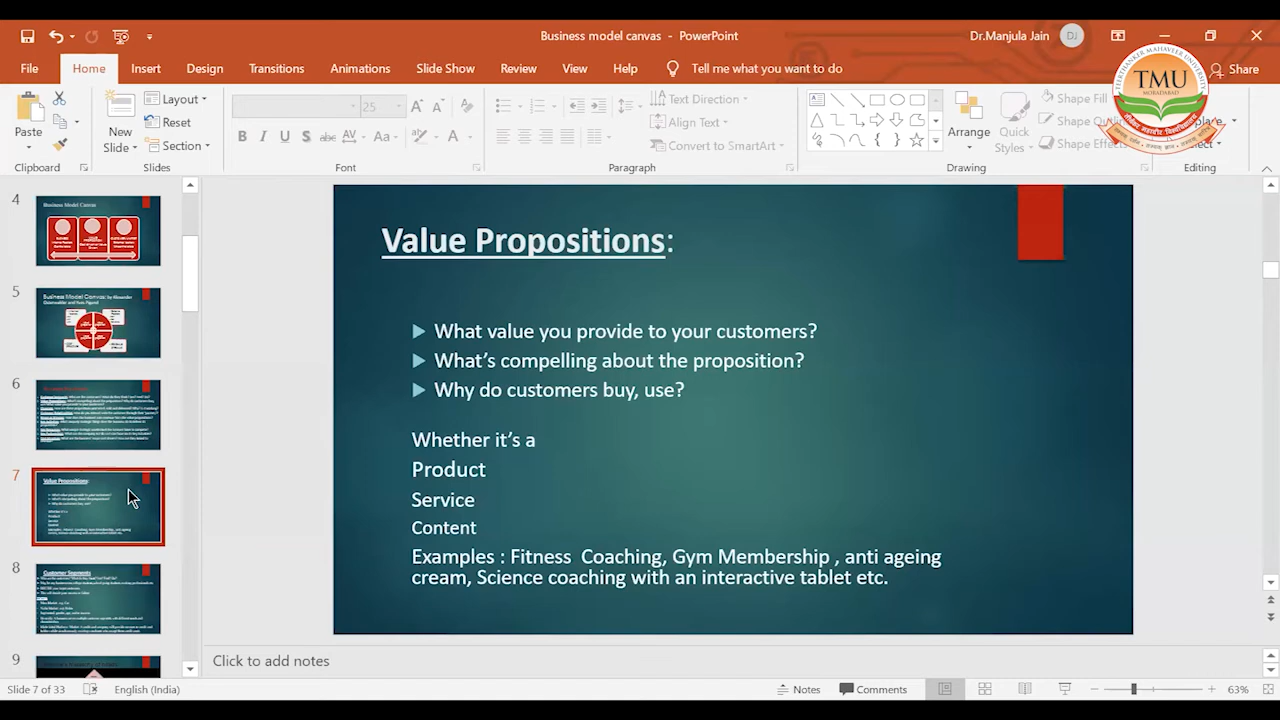 Business model canvas - PowerPoint
Dr.Manjula Jain
DJ
File
Home
Insert
Design
Transitions
Animations
Slide Show
Review
View
Help
Tell me what you want to do
Share
TMU
MORADABAD
Paste
Clipboard
New
Slide
Layout
Reset
Section
Slides
25
Font
Text Direction
Align Text
Convert to SmartArt
Paragraph
Arrange
Quick
Styles
Shape Fill
Drawing
Editing
4
Business Model Canvas
5
6
7
Value Propositions:
8
Customer Segments
9
Value Propositions:
What value you provide to your customers?
What's compelling about the proposition?
Why do customers buy, use?
Whether it's a
Product
Service
Content
Examples : Fitness Coaching, Gym Membership , anti ageing
cream, Science coaching with an interactive tablet etc.
Click to add notes
Slide 7 of 33
English (India)
Notes
Comments
63%